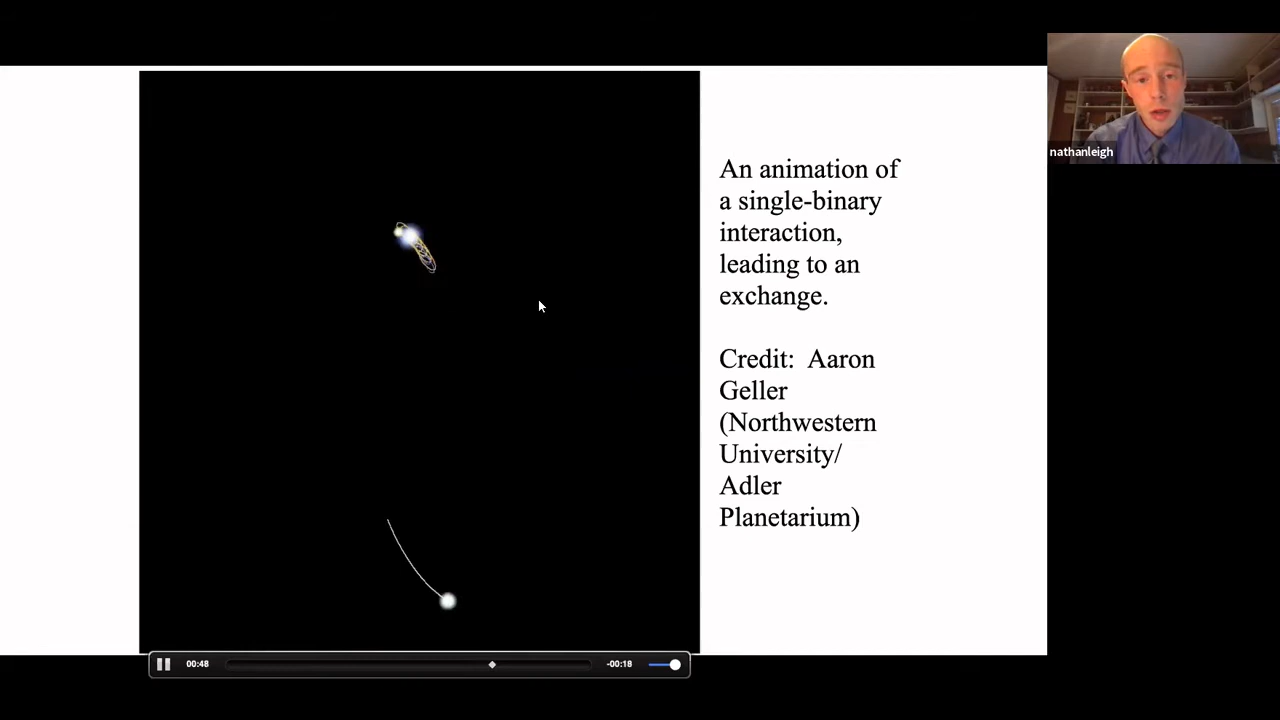 nathanleigh
An animation of
a single-binary
interaction,
leading to an
exchange.
Credit: Aaron
Geller
(Northwestern
University/
Adler
Planetarium)
00:48
-00:18